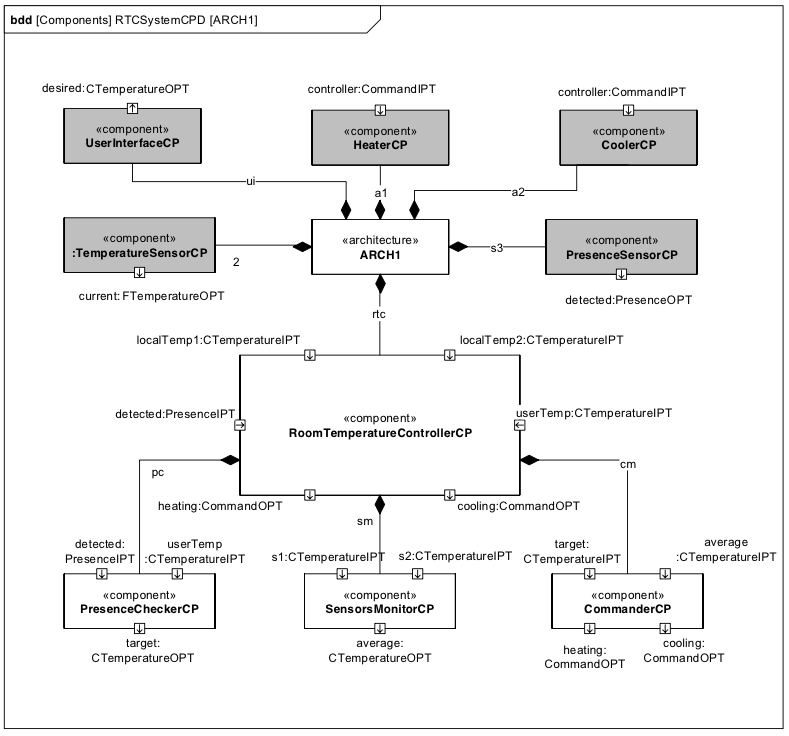 bdd [Components] RTCSystemCPD [ARCH1]
desired:CTemperatureOPT
controller:CommandIPT
controller:CommandIPT
«component»
UserInterfaceCP
«component»
HeaterCP
«component»
CoolerCP
ui
a1
a2
«component»
:TemperatureSensorCP
2
«architecture»
ARCH1
s3
«component»
PresenceSensorCP
current: FTemperatureOPT
detected:PresenceOPT
rtc
localTemp1:CTemperatureIPT
localTemp2:CTemperatureIPT
detected:PresenceIPT
userTemp:CTemperatureIPT
«component»
RoomTemperatureControllerCP
pc
cm
heating:CommandOPT
cooling:CommandOPT
sm
detected:
PresenceIPT
userTemp
:CTemperatureIPT
s1:CTemperatureIPT
s2:CTemperatureIPT
target:
CTemperatureIPT
average
:CTemperatureIPT
«component»
PresenceCheckerCP
«component»
SensorsMonitorCP
«component»
CommanderCP
target:
CTemperatureOPT
average:
CTemperatureOPT
heating:
CommandOPT
cooling:
CommandOPT